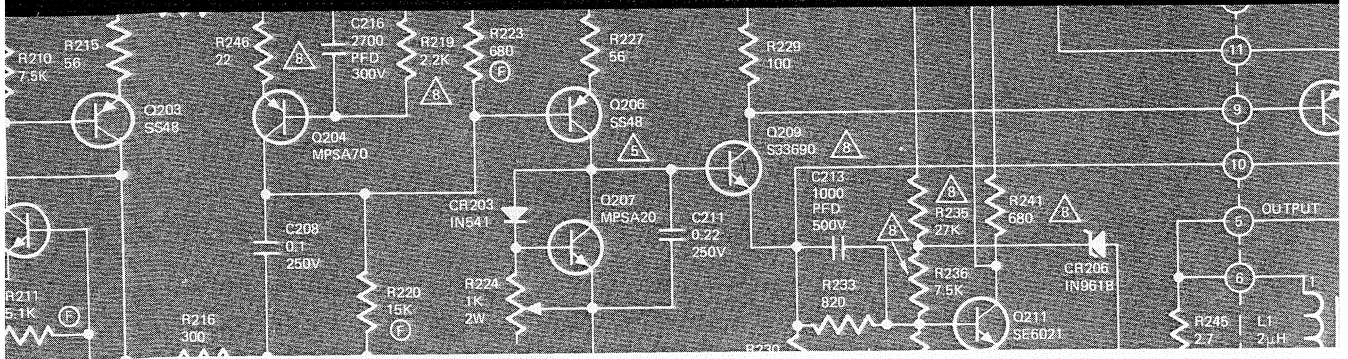 R210
7.5K
R215
56
Q203
SS48
R246
22
8
C216
2700
PFD
300V
R219
2.2K
8
R223
680
F
Q204
MPSA70
R227
56
Q206
SS48
5
R229
100
Q209
S33690
8
11
9
10
C208
0.1
250V
CR203
IN541
Q207
MPSA20
C211
0.22
250V
C213
1000
PFD
500V
8
8
R235
27K
R241
680
8
5
OUTPUT
CR206
IN961B
6
R211
5.1K
F
R216
300
R220
15K
F
R224
1K
2W
R233
820
R236
7.5K
Q211
SE6021
R230
R245
2.7
L1
2μH
1